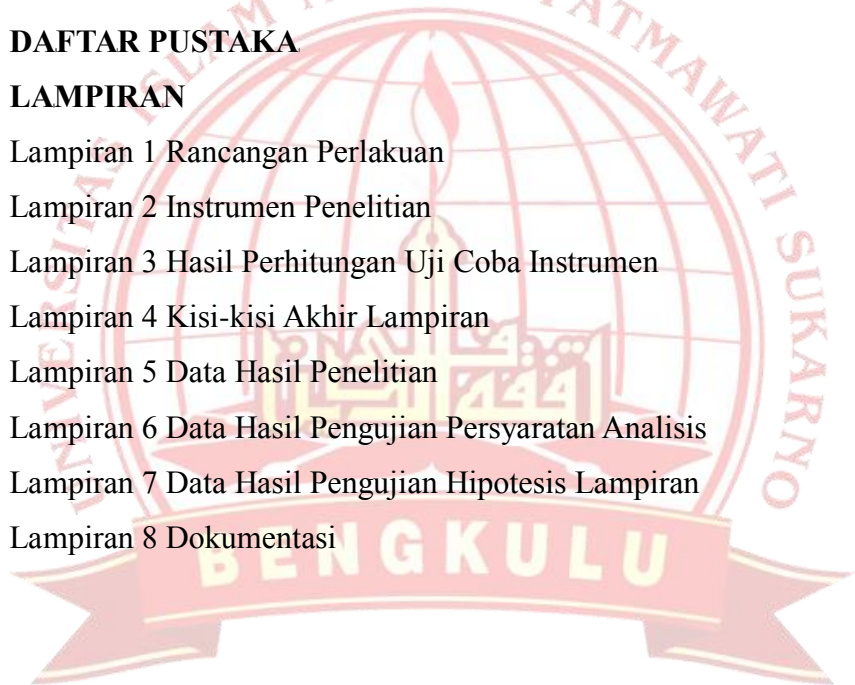 DAFTAR PUSTAKA
LAMPIRAN
Lampiran 1 Rancangan Perlakuan
Lampiran 2 Instrumen Penelitian
Lampiran 3 Hasil Perhitungan Uji Coba Instrumen
Lampiran 4 Kisi-kisi Akhir Lampiran
Lampiran 5 Data Hasil Penelitian
Lampiran 6 Data Hasil Pengujian Persyaratan Analisis
Lampiran 7 Data Hasil Pengujian Hipotesis Lampiran
Lampiran 8 Dokumentasi
SUKARNO
BENGKULU